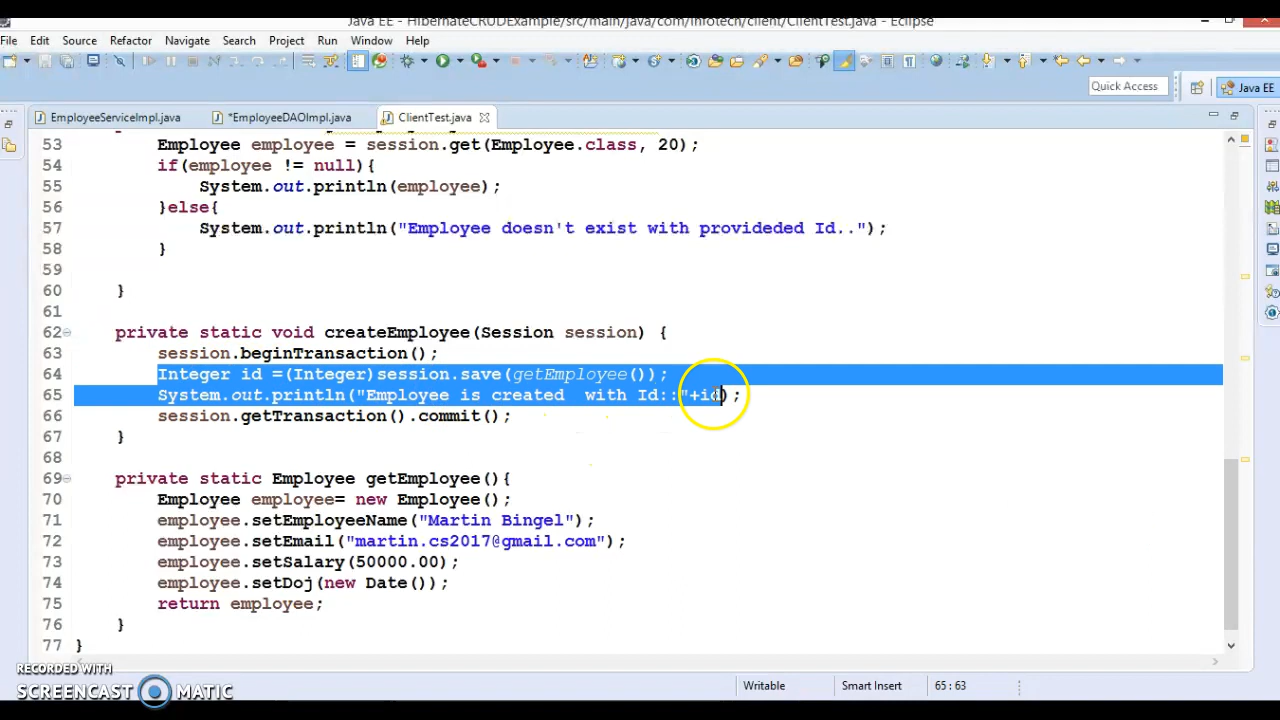 Java EE - HibernateCRUDExample/src/main/java/com/infotech/client/ClientTest.java - Eclipse
File Edit Source Refactor Navigate Search Project Run Window Help
Quick Access Java EE
EmployeeServiceImpl.java *EmployeeDAOImpl.java ClientTest.java
53 Employee employee = session.get(Employee.class, 20);
54 if(employee != null){
55 System.out.println(employee);
56 }else{
57 System.out.println("Employee doesn't exist with provideded Id..");
58 }
59
60 }
61
62 private static void createEmployee(Session session) {
63 session.beginTransaction();
64 Integer id =(Integer)session.save(getEmployee());
65 System.out.println("Employee is created  with Id::"+id);
66 session.getTransaction().commit();
67 }
68
69 private static Employee getEmployee(){
70 Employee employee= new Employee();
71 employee.setEmployeeName("Martin Bingel");
72 employee.setEmail("martin.cs2017@gmail.com");
73 employee.setSalary(50000.00);
74 employee.setDoj(new Date());
75 return employee;
76 }
77 }
RECORDED WITH
SCREENCAST MATIC
Writable Smart Insert 65 : 63